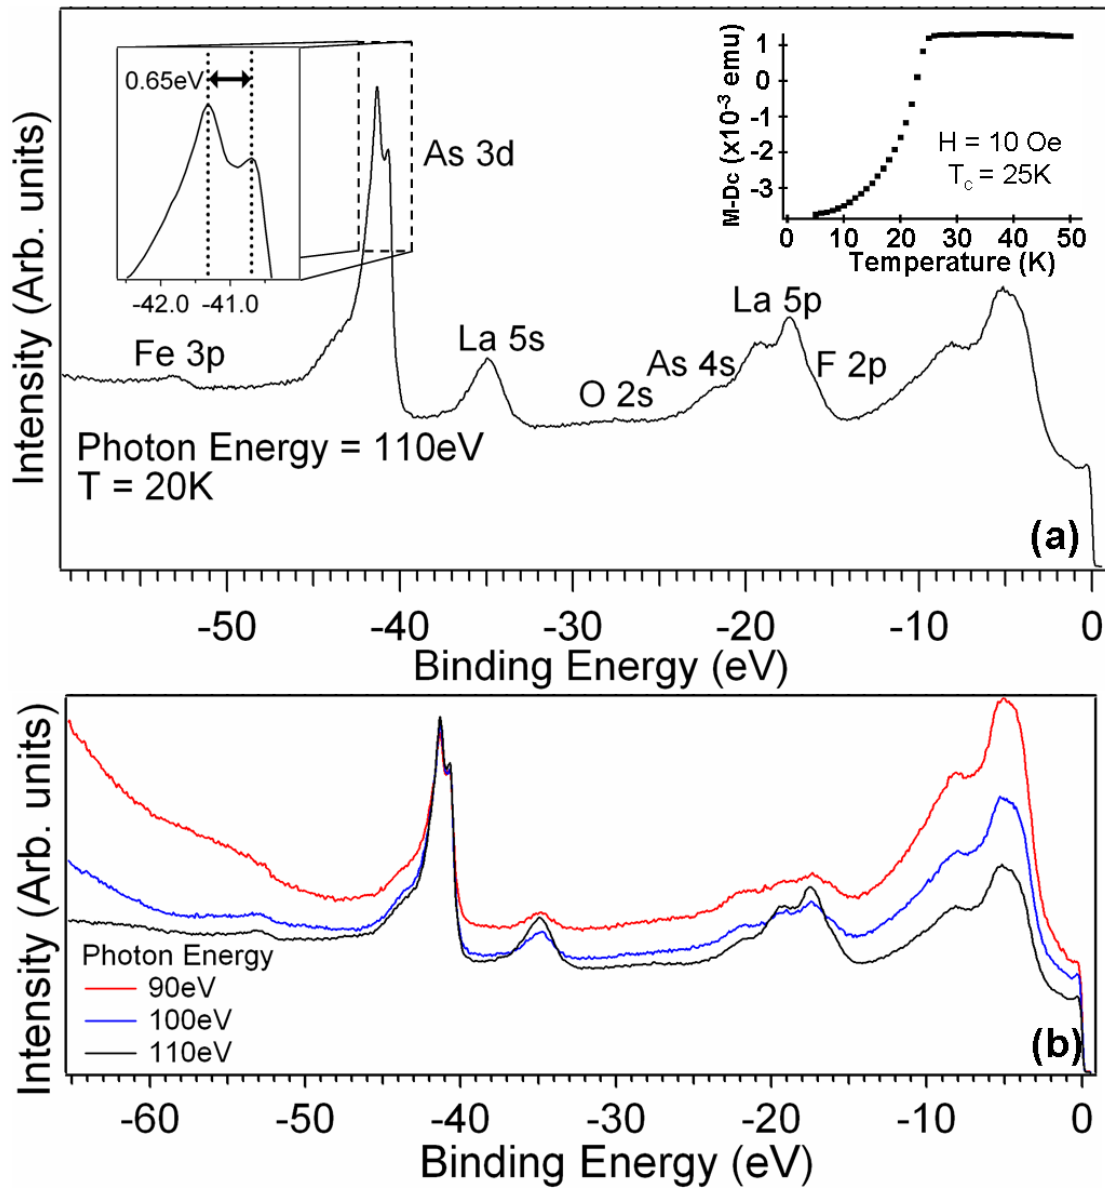 Intensity (Arb. units)
0.65eV
-42.0 -41.0
As 3d
M-Dc (x10⁻³ emu)
1
0
-1
-2
-3
H = 10 Oe
T_c = 25K
0 10 20 30 40 50
Temperature (K)
Fe 3p
La 5s
O 2s
As 4s
La 5p
F 2p
Photon Energy = 110eV
T = 20K
(a)
-50 -40 -30 -20 -10 0
Binding Energy (eV)
Intensity (Arb. units)
Photon Energy
90eV
100eV
110eV
(b)
-60 -50 -40 -30 -20 -10 0
Binding Energy (eV)